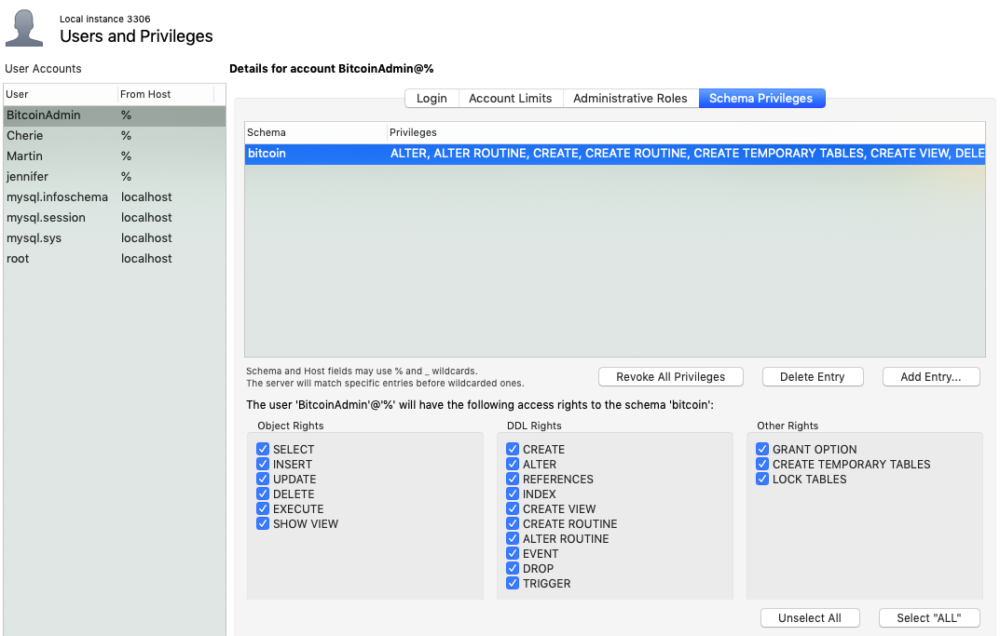 Local instance 3306
Users and Privileges
User Accounts
Details for account BitcoinAdmin@%
User From Host
BitcoinAdmin %
Cherie %
Martin %
jennifer %
mysql.infoschema localhost
mysql.session localhost
mysql.sys localhost
root localhost
Login Account Limits Administrative Roles Schema Privileges
Schema Privileges
bitcoin ALTER, ALTER ROUTINE, CREATE, CREATE ROUTINE, CREATE TEMPORARY TABLES, CREATE VIEW, DELE
Schema and Host fields may use % and _ wildcards.
The server will match specific entries before wildcarded ones.
Revoke All Privileges Delete Entry Add Entry...
The user 'BitcoinAdmin'@'%' will have the following access rights to the schema 'bitcoin':
Object Rights
SELECT
INSERT
UPDATE
DELETE
EXECUTE
SHOW VIEW
DDL Rights
CREATE
ALTER
REFERENCES
INDEX
CREATE VIEW
CREATE ROUTINE
ALTER ROUTINE
EVENT
DROP
TRIGGER
Other Rights
GRANT OPTION
CREATE TEMPORARY TABLES
LOCK TABLES
Unselect All Select "ALL"